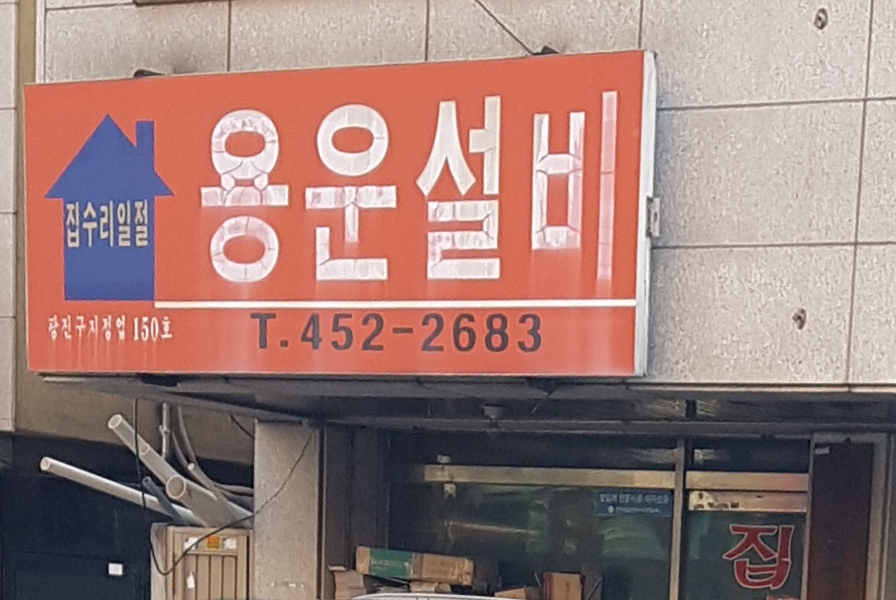 용운설비
집수리일절
광진구지정업 150호
T.452-2683
집